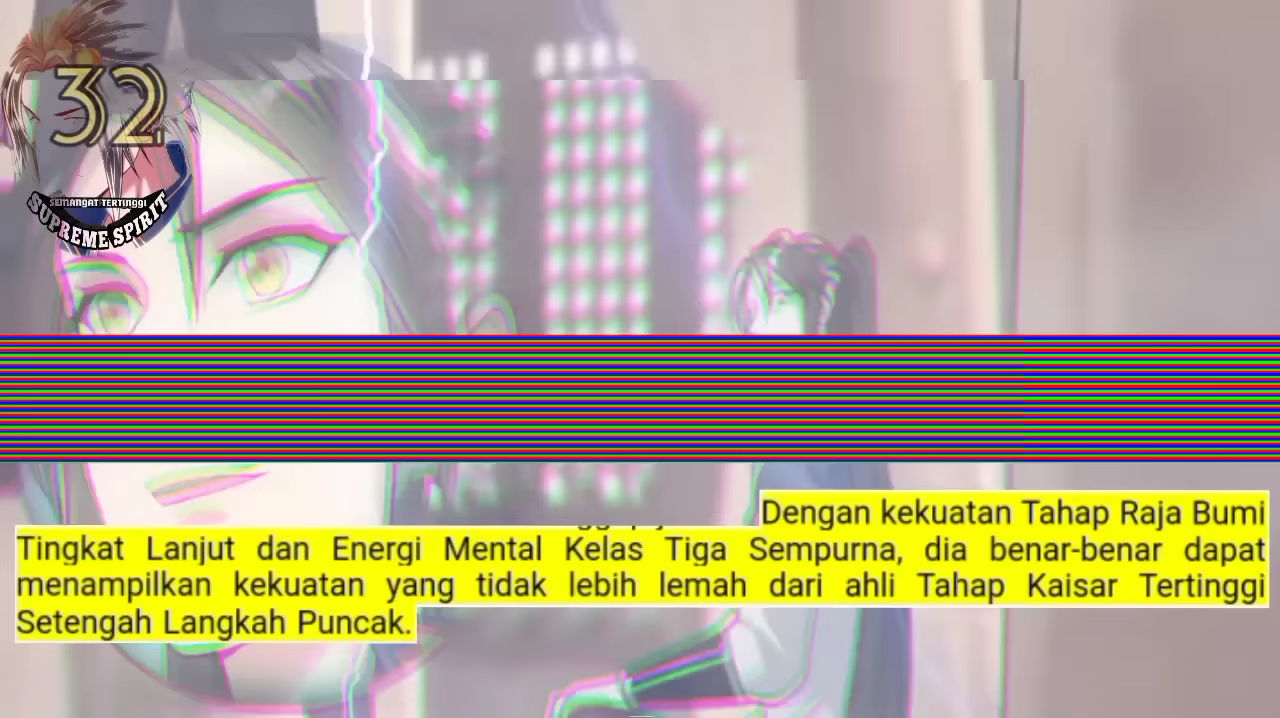 32
SEMANGAT TERTINGGI
SUPREME SPIRIT
Dengan kekuatan Tahap Raja Bumi
Tingkat Lanjut dan Energi Mental Kelas Tiga Sempurna, dia benar-benar dapat
menampilkan kekuatan yang tidak lebih lemah dari ahli Tahap Kaisar Tertinggi
Setengah Langkah Puncak.